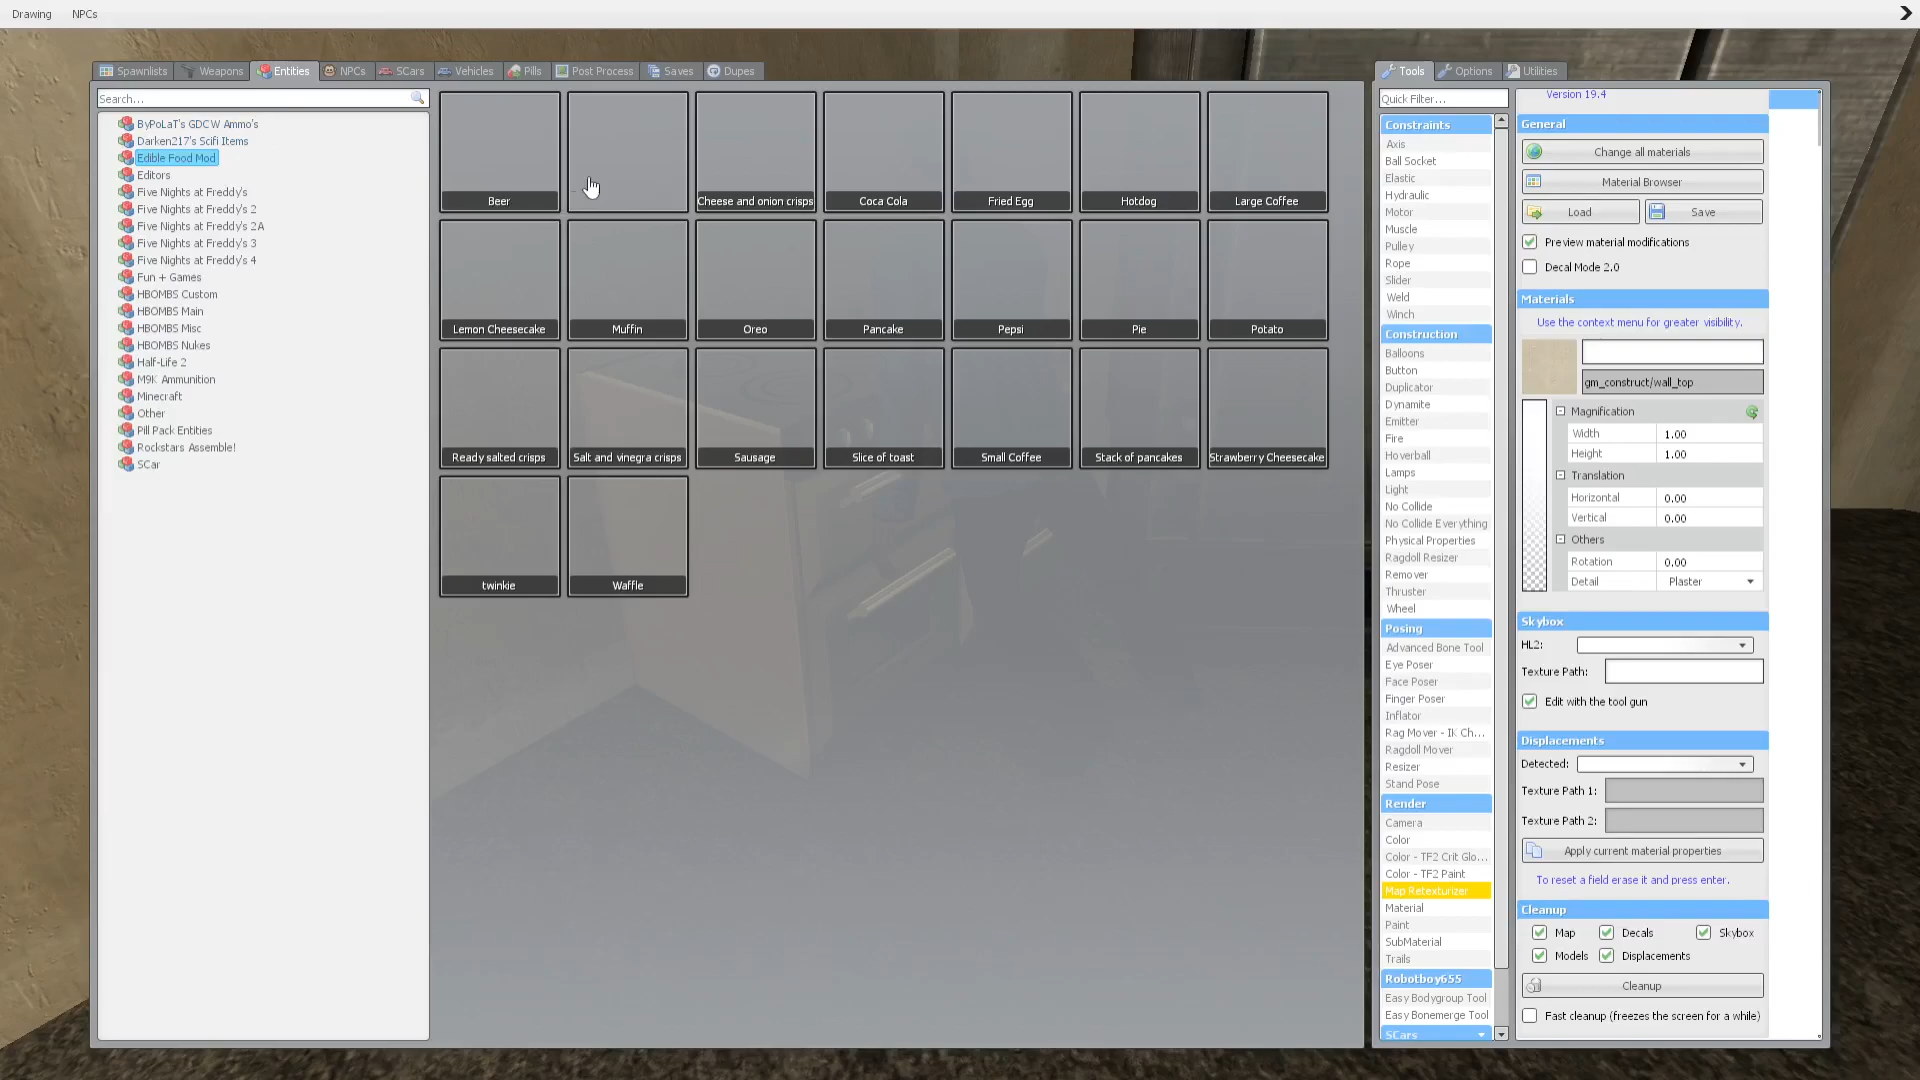 Drawing NPCs
Spawnlists Weapons Entities NPCs SCars Vehicles Pills Post Process Saves Dupes
Search...
ByPoLaT's GDCW Ammo's
Darken217's Scifi Items
Edible Food Mod
Editors
Five Nights at Freddy's
Five Nights at Freddy's 2
Five Nights at Freddy's 2A
Five Nights at Freddy's 3
Five Nights at Freddy's 4
Fun + Games
HBOMBS Custom
HBOMBS Main
HBOMBS Misc
HBOMBS Nukes
Half-Life 2
M9K Ammunition
Minecraft
Other
Pill Pack Entities
Rockstars Assemble!
SCar
Beer Cheese and onion crisps Coca Cola Fried Egg Hotdog Large Coffee
Lemon Cheesecake Muffin Oreo Pancake Pepsi Pie Potato
Ready salted crisps Salt and vinegra crisps Sausage Slice of toast Small Coffee Stack of pancakes Strawberry Cheesecake
twinkie Waffle
Tools Options Utilities
Quick Filter...
Constraints
Axis
Ball Socket
Elastic
Hydraulic
Motor
Muscle
Pulley
Rope
Slider
Weld
Winch
Construction
Balloons
Button
Duplicator
Dynamite
Emitter
Fire
Hoverball
Lamps
Light
No Collide
No Collide Everything
Physical Properties
Ragdoll Resizer
Remover
Thruster
Wheel
Posing
Advanced Bone Tool
Eye Poser
Face Poser
Finger Poser
Inflator
Rag Mover - IK Ch...
Ragdoll Mover
Resizer
Stand Pose
Render
Camera
Color
Color - TF2 Crit Glo...
Color - TF2 Paint
Map Retexturizer
Material
Paint
SubMaterial
Trails
Robotboy655
Easy Bodygroup Tool
Easy Bonemerge Tool
SCars
Version 19.4
General
Change all materials
Material Browser
Load Save
Preview material modifications
Decal Mode 2.0
Materials
Use the context menu for greater visibility.
gm_construct/wall_top
Magnification
Width 1.00
Height 1.00
Translation
Horizontal 0.00
Vertical 0.00
Others
Rotation 0.00
Detail Plaster
Skybox
HL2:
Texture Path:
Edit with the tool gun
Displacements
Detected:
Texture Path 1:
Texture Path 2:
Apply current material properties
To reset a field erase it and press enter.
Cleanup
Map Decals Skybox
Models Displacements
Cleanup
Fast cleanup (freezes the screen for a while)